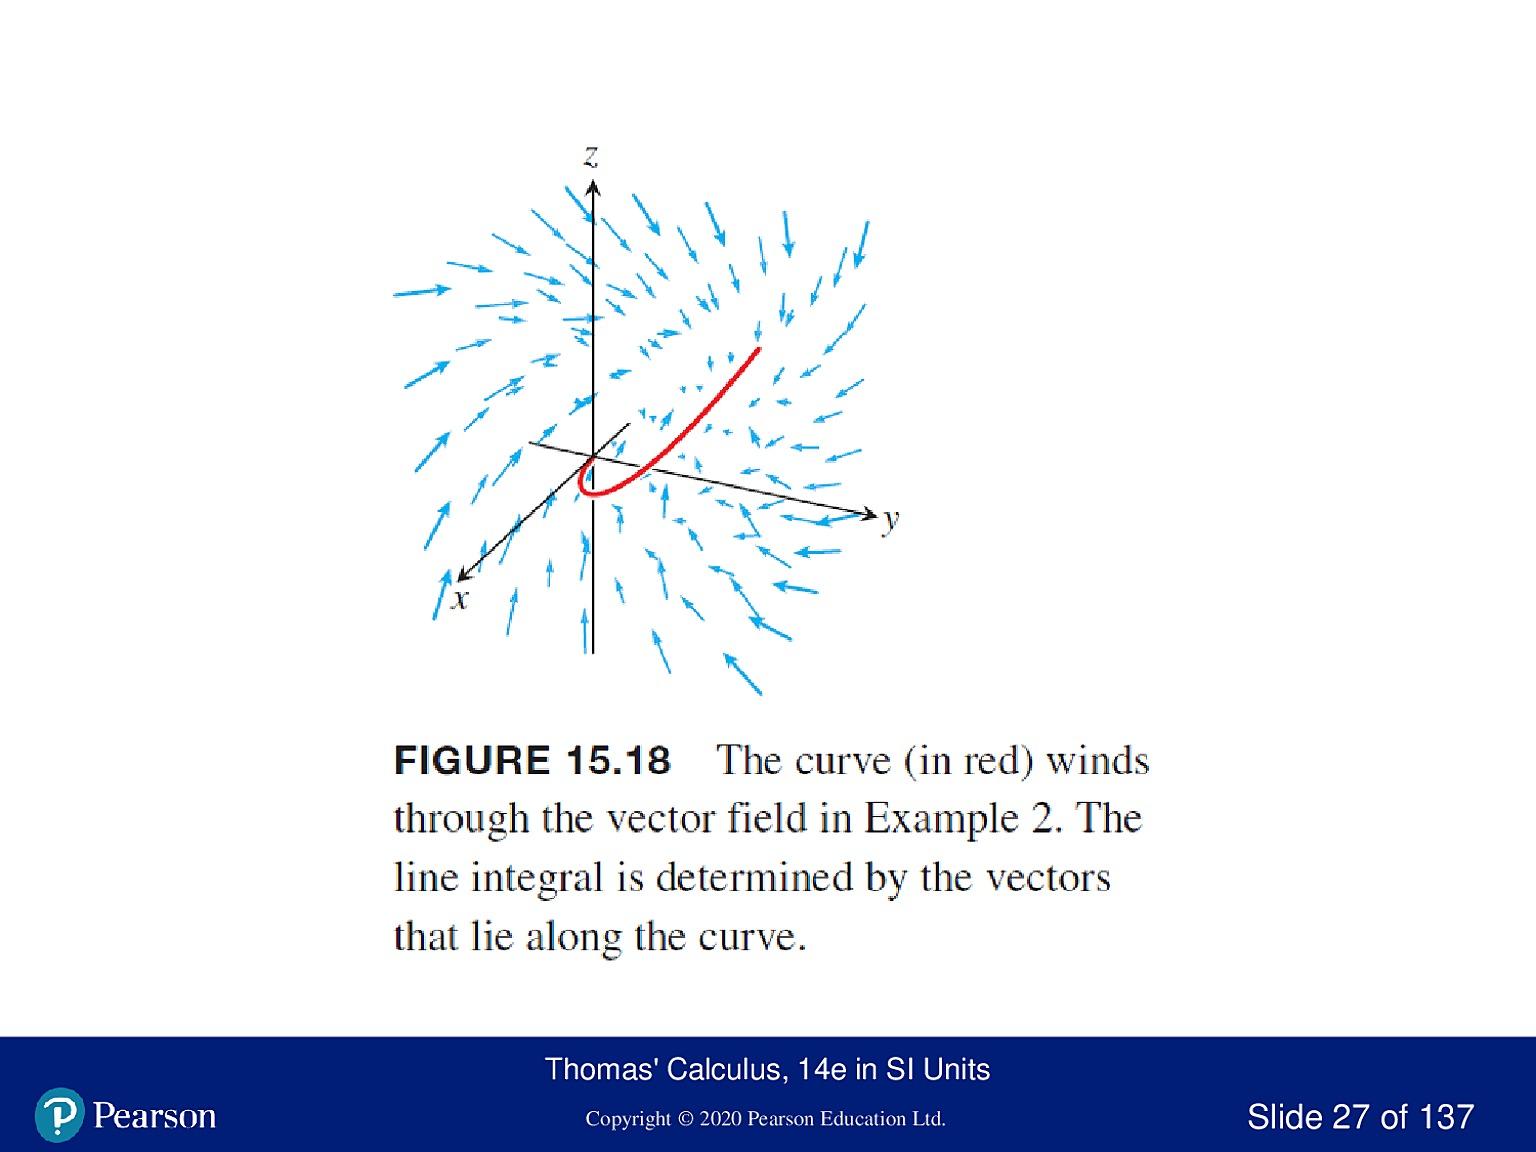 z
y
x
FIGURE 15.18 The curve (in red) winds
through the vector field in Example 2. The
line integral is determined by the vectors
that lie along the curve.
Thomas' Calculus, 14e in SI Units
Pearson
Copyright © 2020 Pearson Education Ltd.
Slide 27 of 137